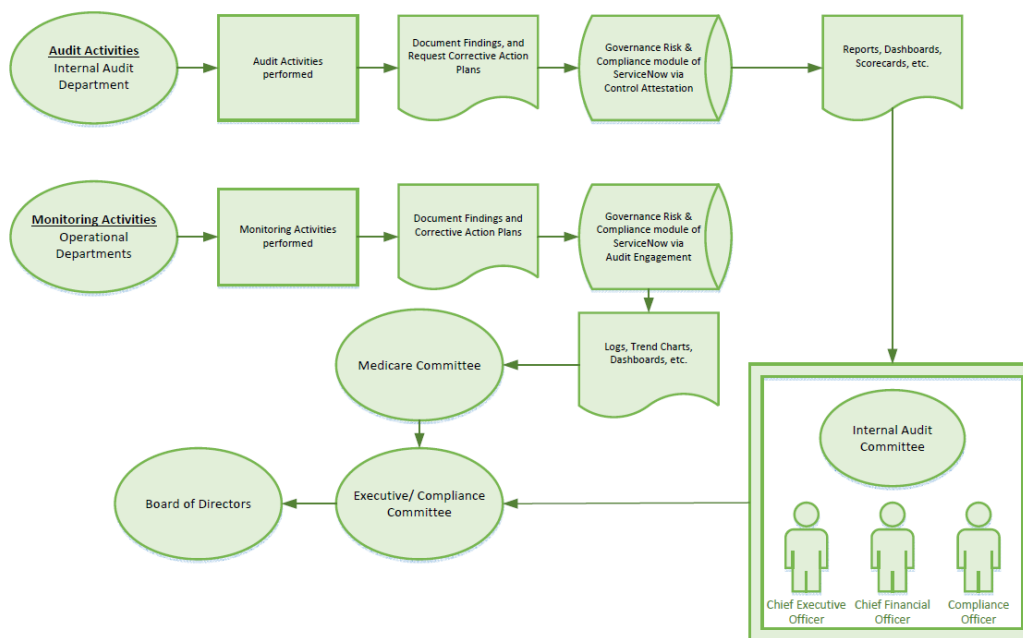 Audit Activities
Internal Audit
Department
Audit Activities
performed
Document Findings, and
Request Corrective Action
Plans
Governance Risk &
Compliance module of
ServiceNow via
Control Attestation
Reports, Dashboards,
Scorecards, etc.
Monitoring Activities
Operational
Departments
Monitoring Activities
performed
Document Findings and
Corrective Action Plans
Governance Risk &
Compliance module of
ServiceNow via
Audit Engagement
Logs, Trend Charts,
Dashboards, etc.
Medicare Committee
Internal Audit
Committee
Board of Directors
Executive/ Compliance
Committee
Chief Executive
Officer
Chief Financial
Officer
Compliance
Officer